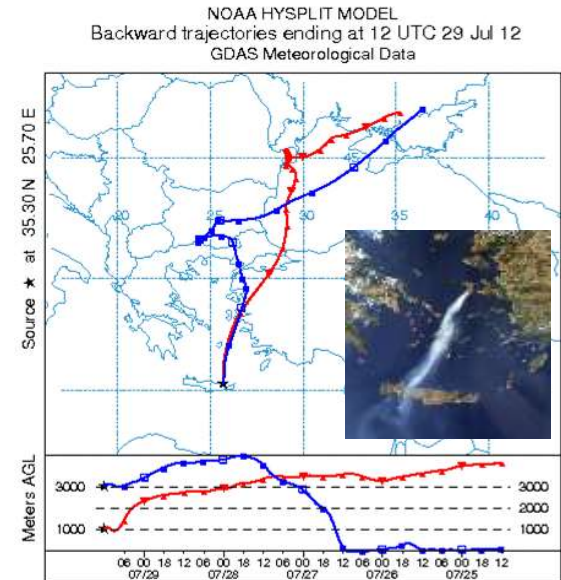 NOAA HYSPLIT MODEL
Backward trajectories ending at 12 UTC 29 Jul 12
GDAS Meteorological Data
Source ★ at 35.30 N 25.70 E
20 25 30 35 40
Meters AGL
3000 3000
2000
1000 1000
06 00 18 12 06 00 18 12 06 00 18 12 06 00 18 12 06 00 18 12
07/29 07/28 07/27 07/26 07/25